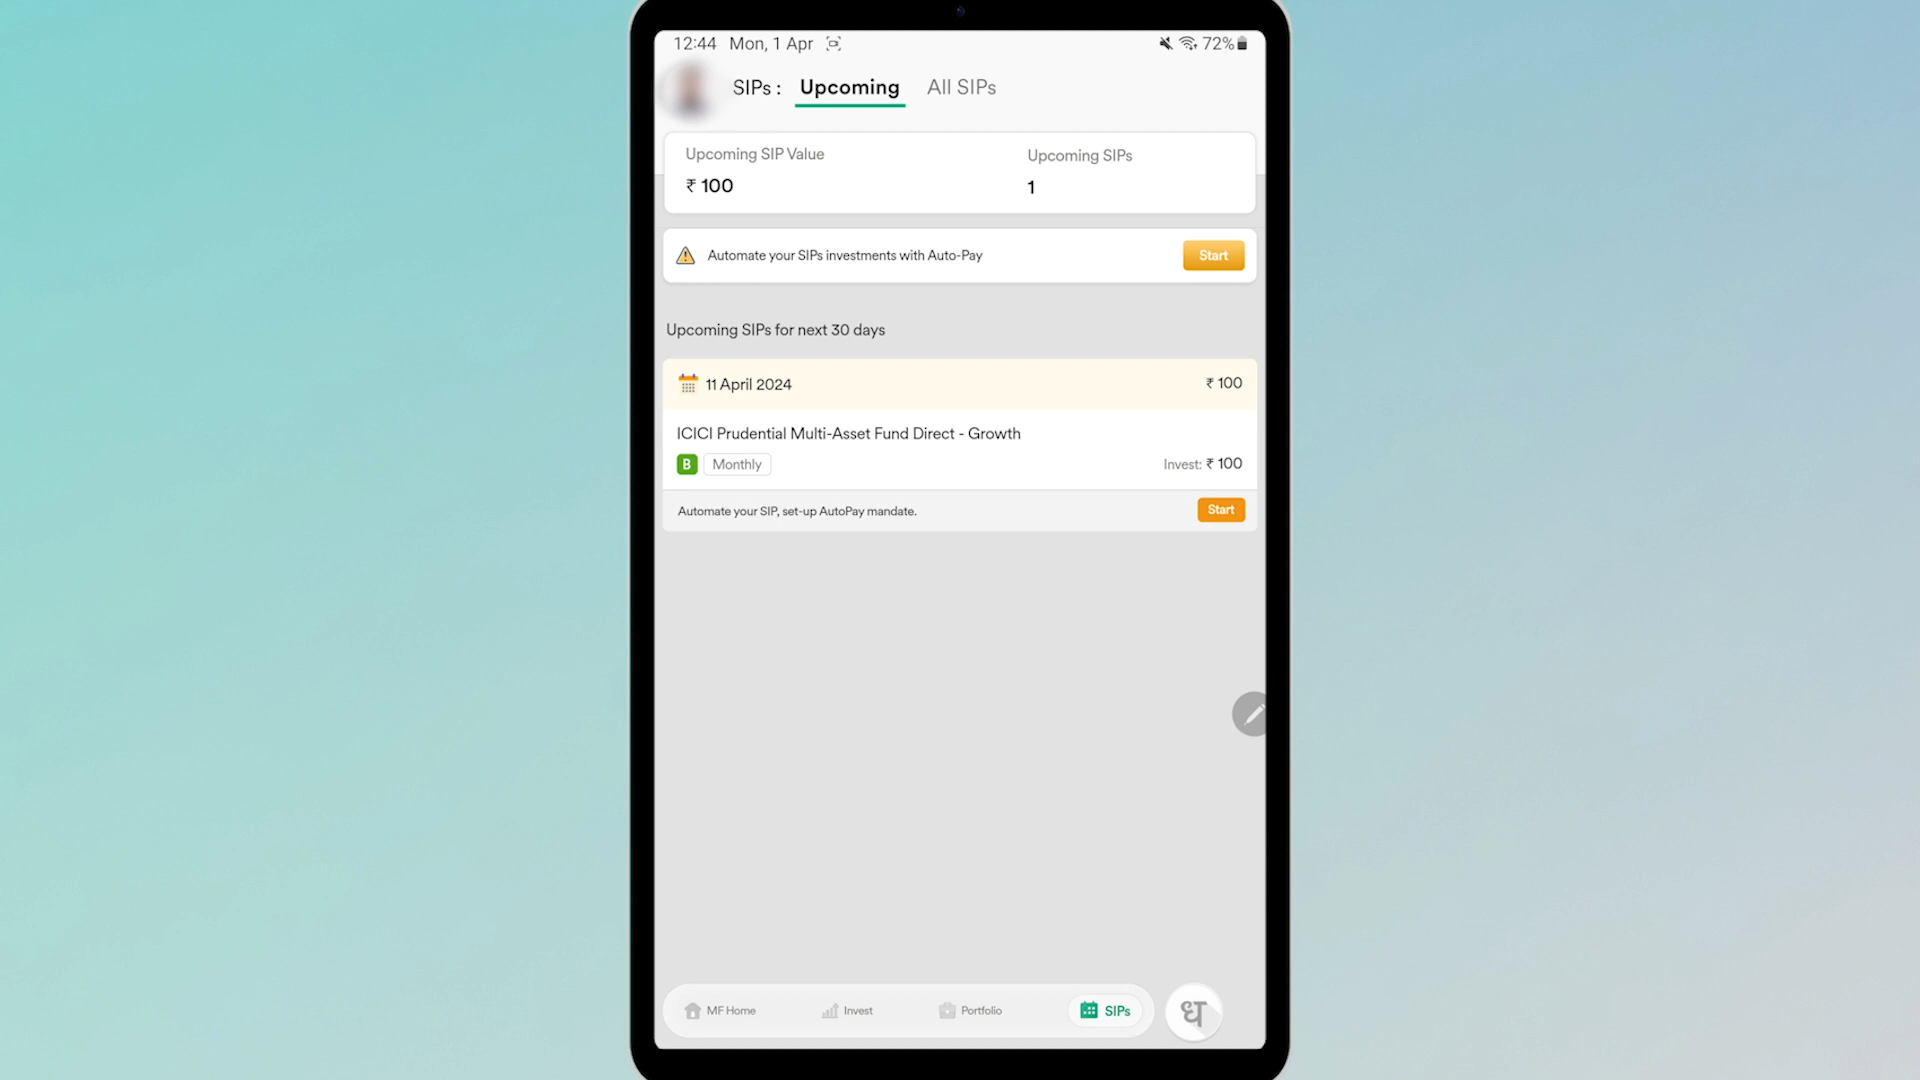 12:44 Mon, 1 Apr 72%
SIPs : Upcoming All SIPs
Upcoming SIP Value Upcoming SIPs
₹ 100 1
Automate your SIPs investments with Auto-Pay Start
Upcoming SIPs for next 30 days
11 April 2024 ₹ 100
ICICI Prudential Multi-Asset Fund Direct - Growth
B Monthly Invest: ₹ 100
Automate your SIP, set-up AutoPay mandate. Start
MF Home Invest Portfolio SIPs ध